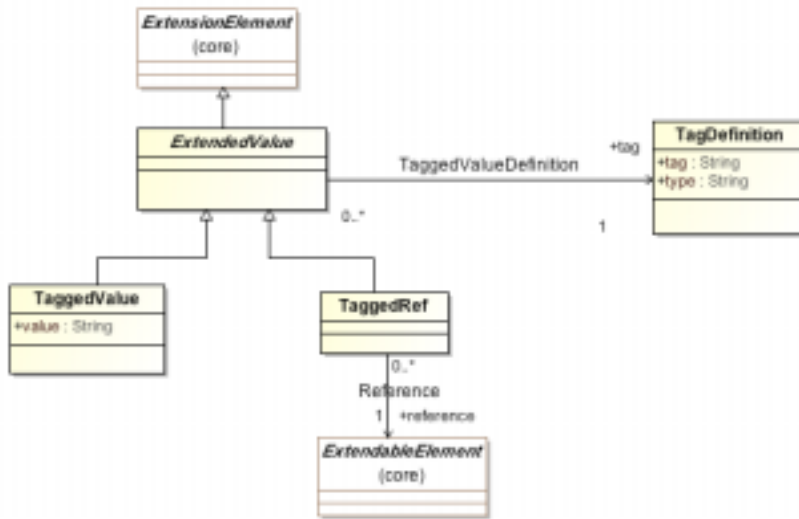 ExtensionElement
(core)
ExtendedValue
TaggedValueDefinition
+tag
TagDefinition
+tag : String
+type : String
0..*
1
TaggedValue
+value : String
TaggedRef
0..*
Reference
1
+reference
ExtendableElement
(core)